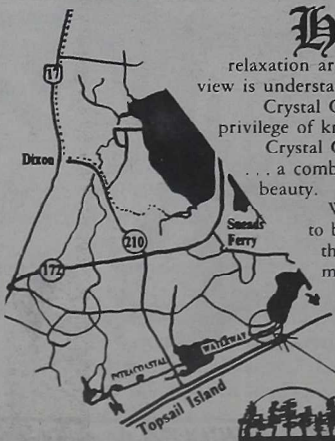 H
relaxation ar
view is understa
Crystal C
privilege of kn
Crystal C
. . . a comb
beauty.
W
to b
th
m
17
Dixon
210
Sneads
Ferry
172
INTRACOASTAL WATERWAY
Topsail Island